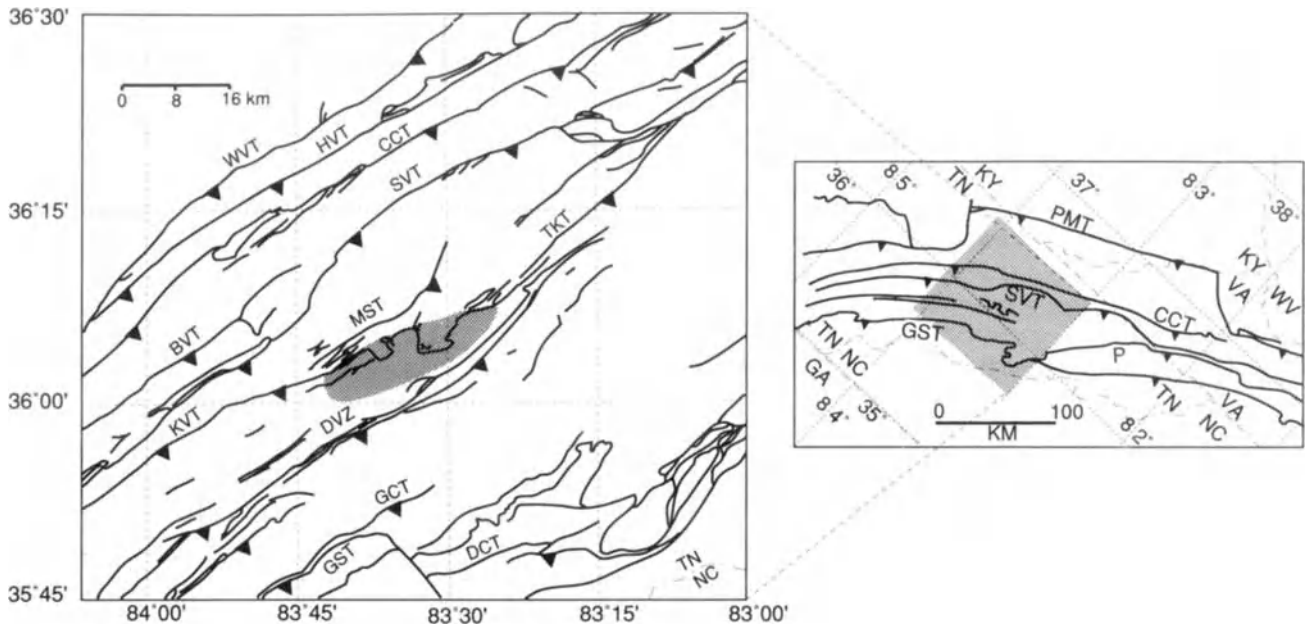 36°30'
0 8 16 km
WVT
HVT
CCT
SVT
36°15'
TKT
MST
BVT
36°00'
KVT
DVZ
GCT
GST
DCT
TN
NC
35°45'
84°00'
83°45'
83°30'
83°15'
83°00'
36°
85°
TN
KY
37°
83°
38°
PMT
KY
VA
WV
SVT
CCT
GST
TN
NC
GA
P
84°
35°
0 100
KM
82°
TN
NC
VA